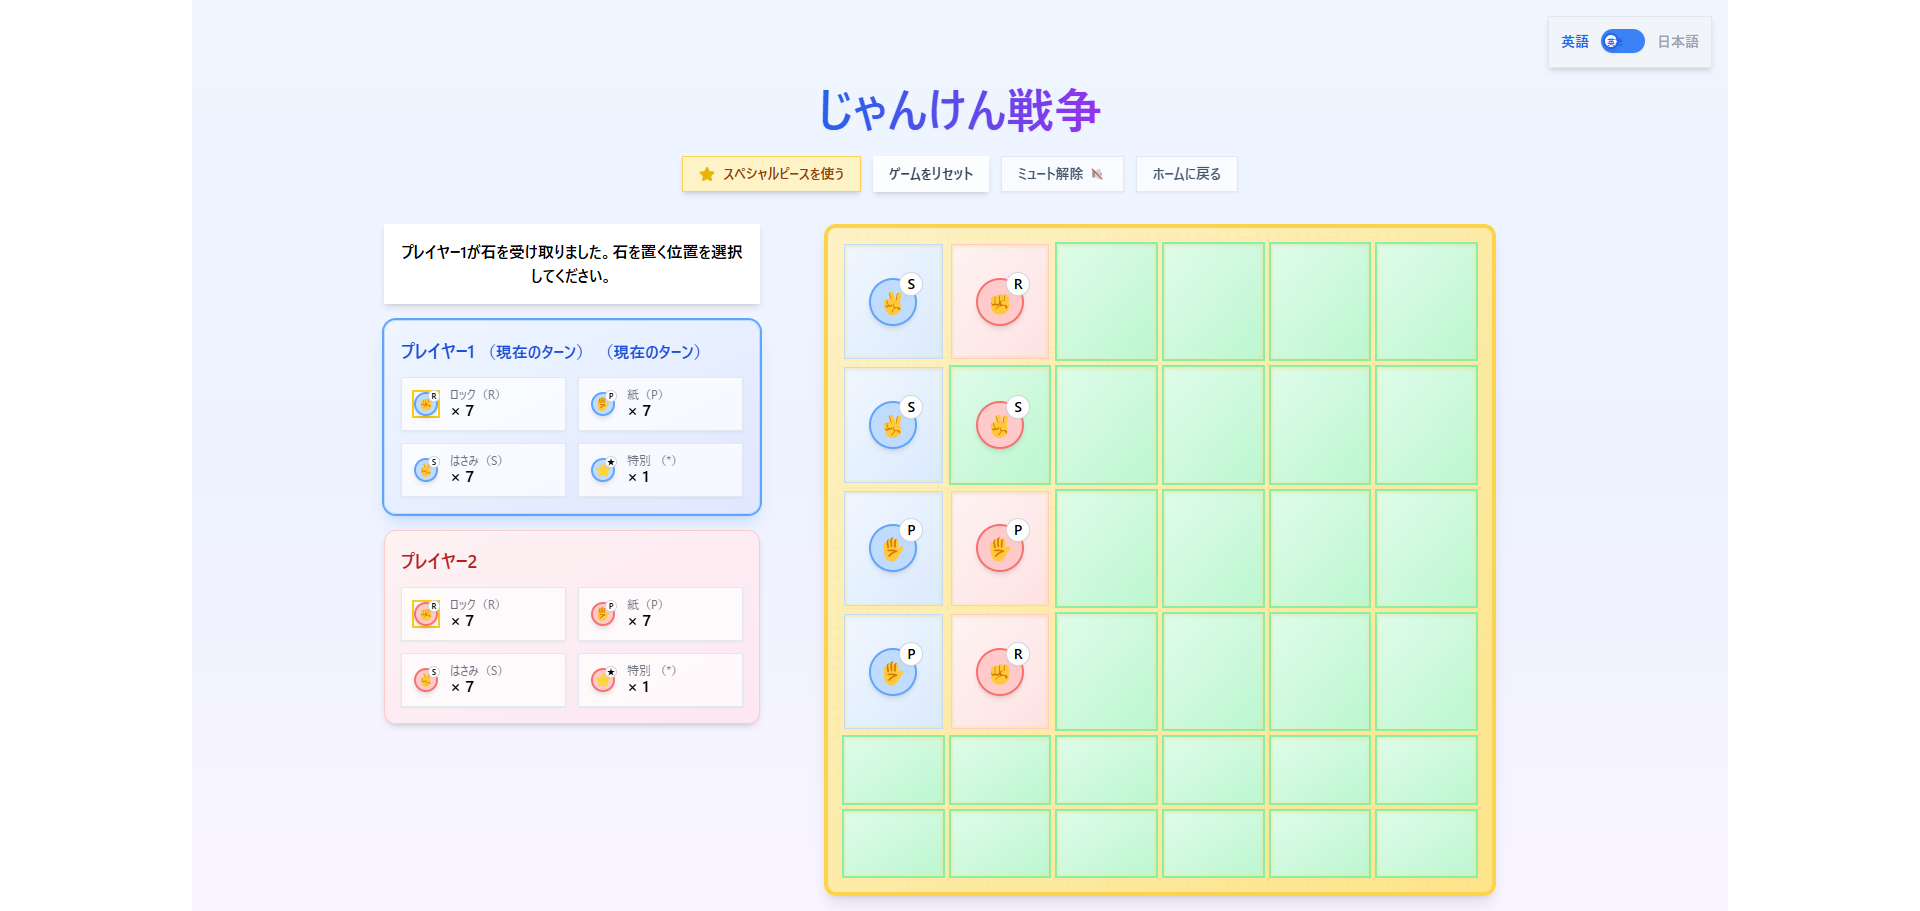 英語 英 日本語
じゃんけん戦争
スペシャルピースを使う ゲームをリセット ミュート解除 ホームに戻る
プレイヤー1が石を受け取りました。石を置く位置を選択
してください。
プレイヤー1 （現在のターン） （現在のターン）
R ロック（R） P 紙（P）
× 7 × 7
S はさみ（S） ★ 特別 （*）
× 7 × 1
プレイヤー2
R ロック（R） P 紙（P）
× 7 × 7
S はさみ（S） ★ 特別 （*）
× 7 × 1
S R
S S
P P
P R